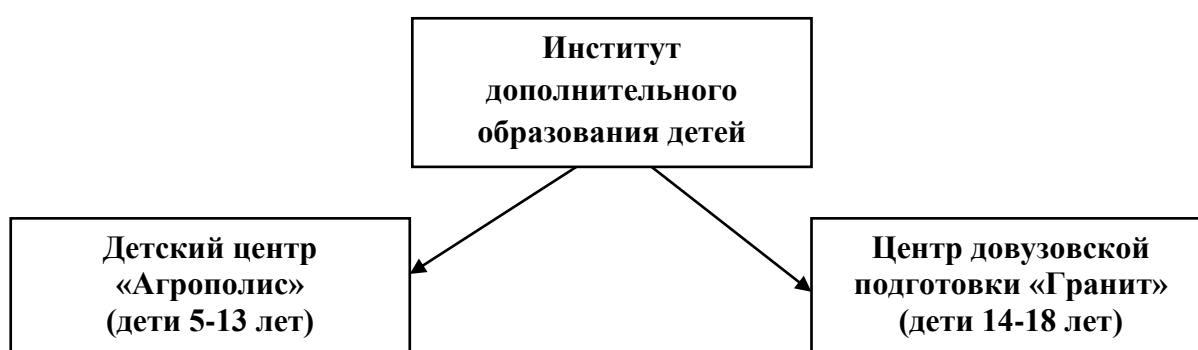 Институт
дополнительного
образования детей
Детский центр
«Агрополис»
(дети 5-13 лет)
Центр довузовской
подготовки «Гранит»
(дети 14-18 лет)